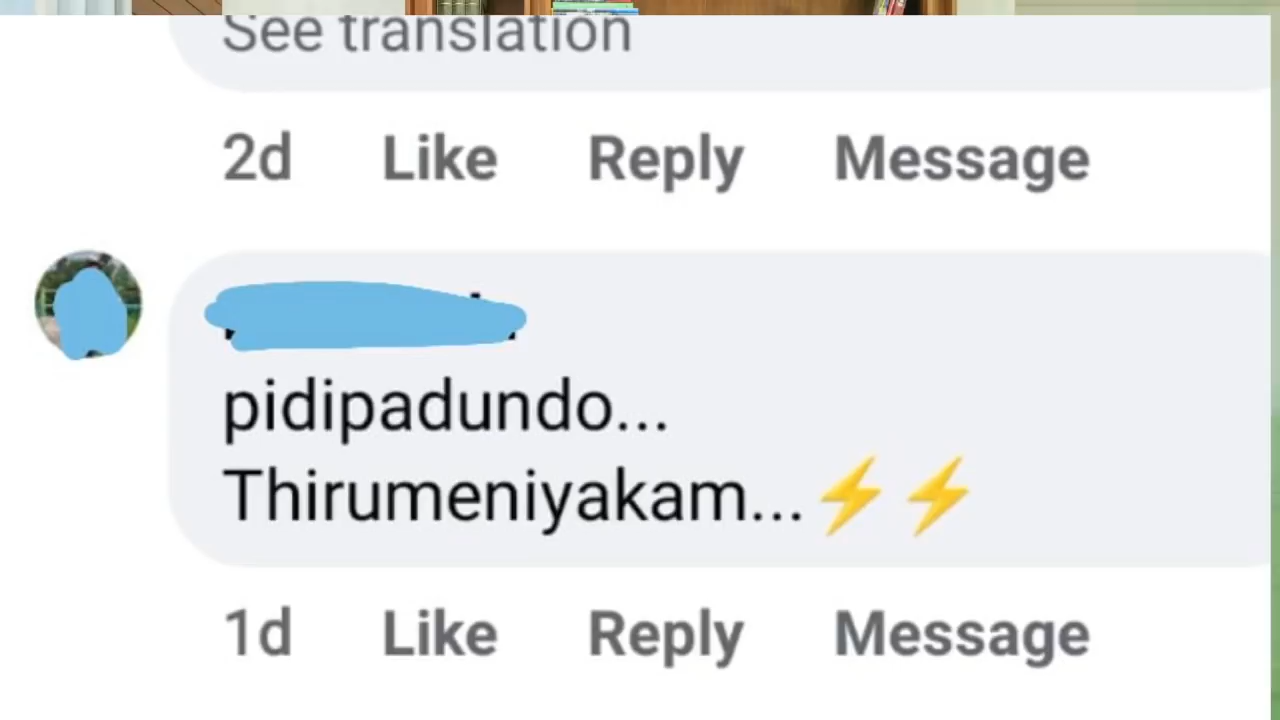 See translation
2d Like Reply Message
pidipadundo...
Thirumeniyakam...⚡⚡
1d Like Reply Message